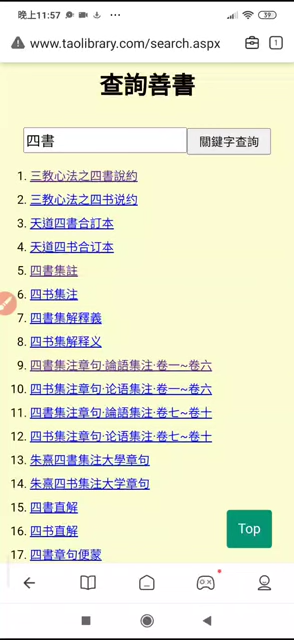 晚上11:57 ...
39
www.taolibrary.com/search.aspx
1
查詢善書
四書
關鍵字查詢
1. 三教心法之四書說約
2. 三教心法之四书说约
3. 天道四書合訂本
4. 天道四书合订本
5. 四書集註
6. 四书集注
7. 四書集解釋義
8. 四书集解释义
9. 四書集注章句·論語集注·卷一~卷六
10. 四书集注章句·论语集注·卷一~卷六
11. 四書集注章句·論語集注·卷七~卷十
12. 四书集注章句·论语集注·卷七~卷十
13. 朱熹四書集注大學章句
14. 朱熹四书集注大学章句
15. 四書直解
16. 四书直解
17. 四書章句便蒙
Top